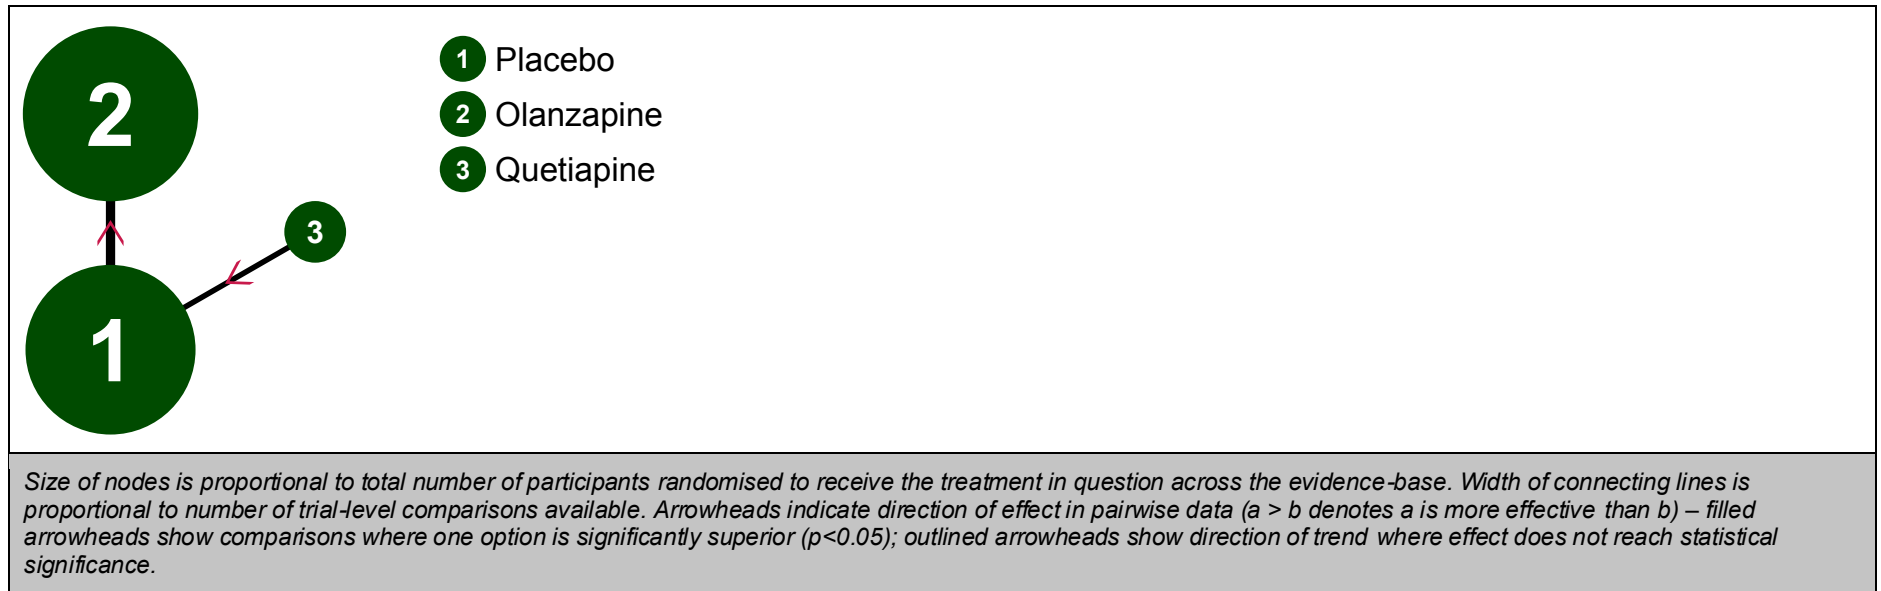 2
1 Placebo
2 Olanzapine
3 Quetiapine
3
1
Size of nodes is proportional to total number of participants randomised to receive the treatment in question across the evidence-base. Width of connecting lines is
proportional to number of trial-level comparisons available. Arrowheads indicate direction of effect in pairwise data (a > b denotes a is more effective than b) – filled
arrowheads show comparisons where one option is significantly superior (p<0.05); outlined arrowheads show direction of trend where effect does not reach statistical
significance.